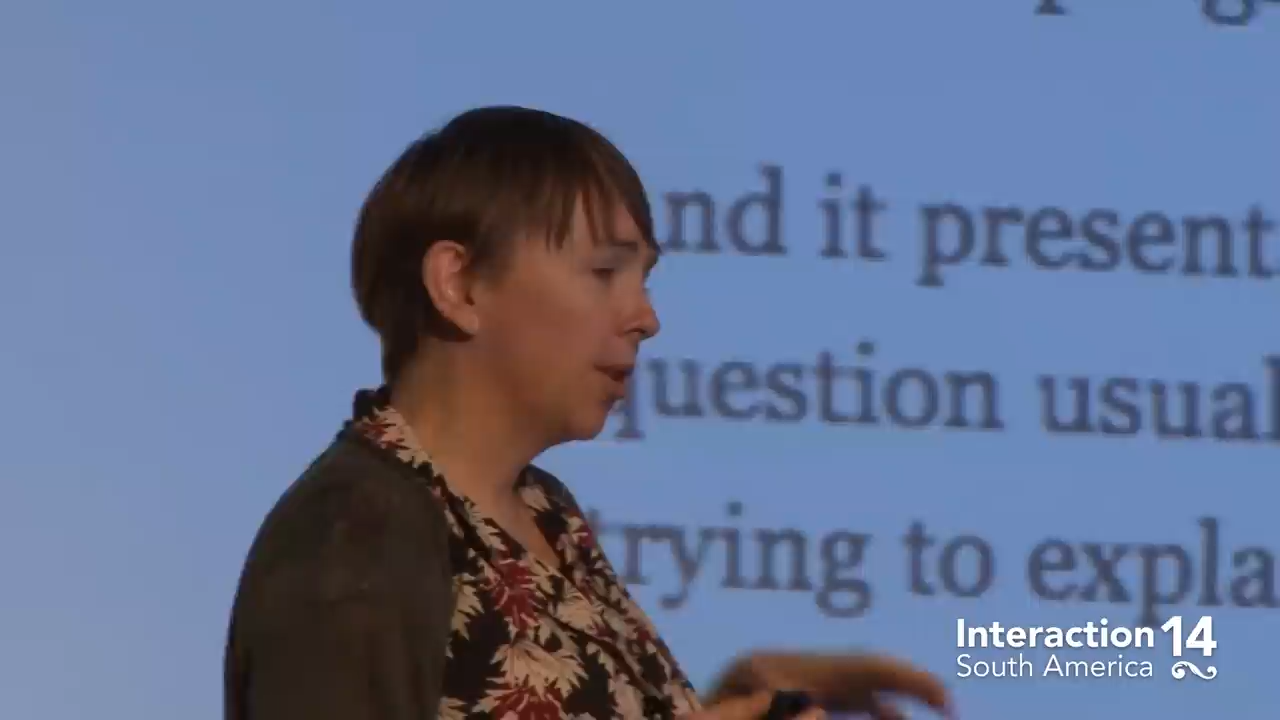 nd it present
question usual
trying to expla
Interaction 14
South America